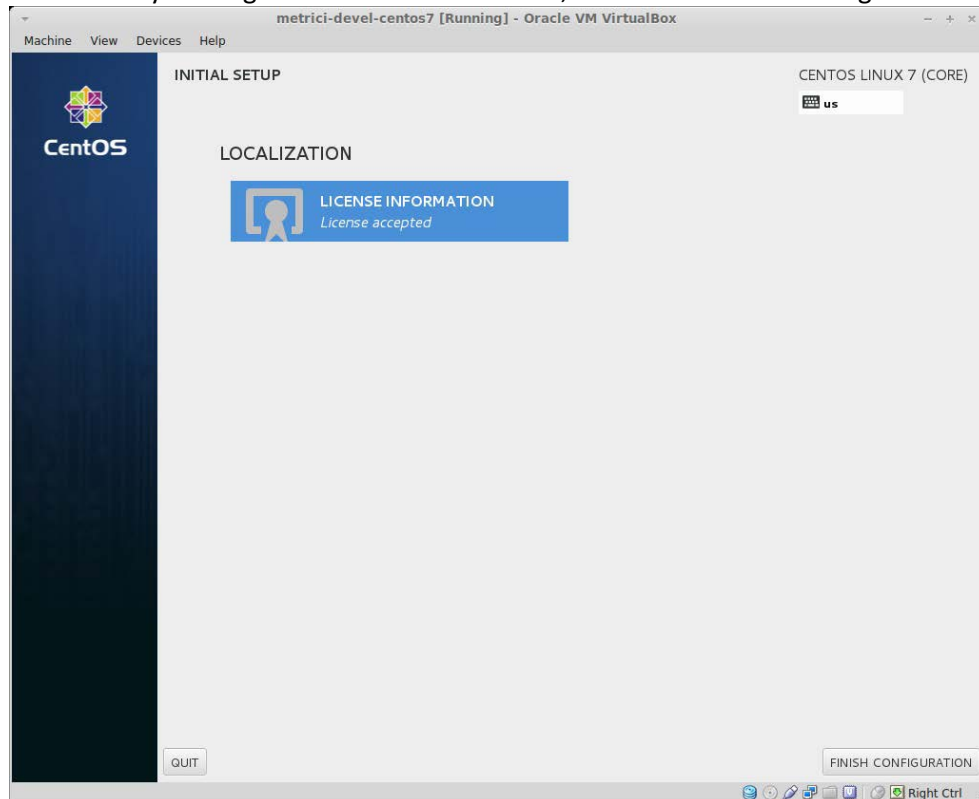 metrici-devel-centos7 [Running] - Oracle VM VirtualBox
Machine View Devices Help
INITIAL SETUP
CENTOS LINUX 7 (CORE)
us
CentOS
LOCALIZATION
LICENSE INFORMATION
License accepted
QUIT
FINISH CONFIGURATION
Right Ctrl